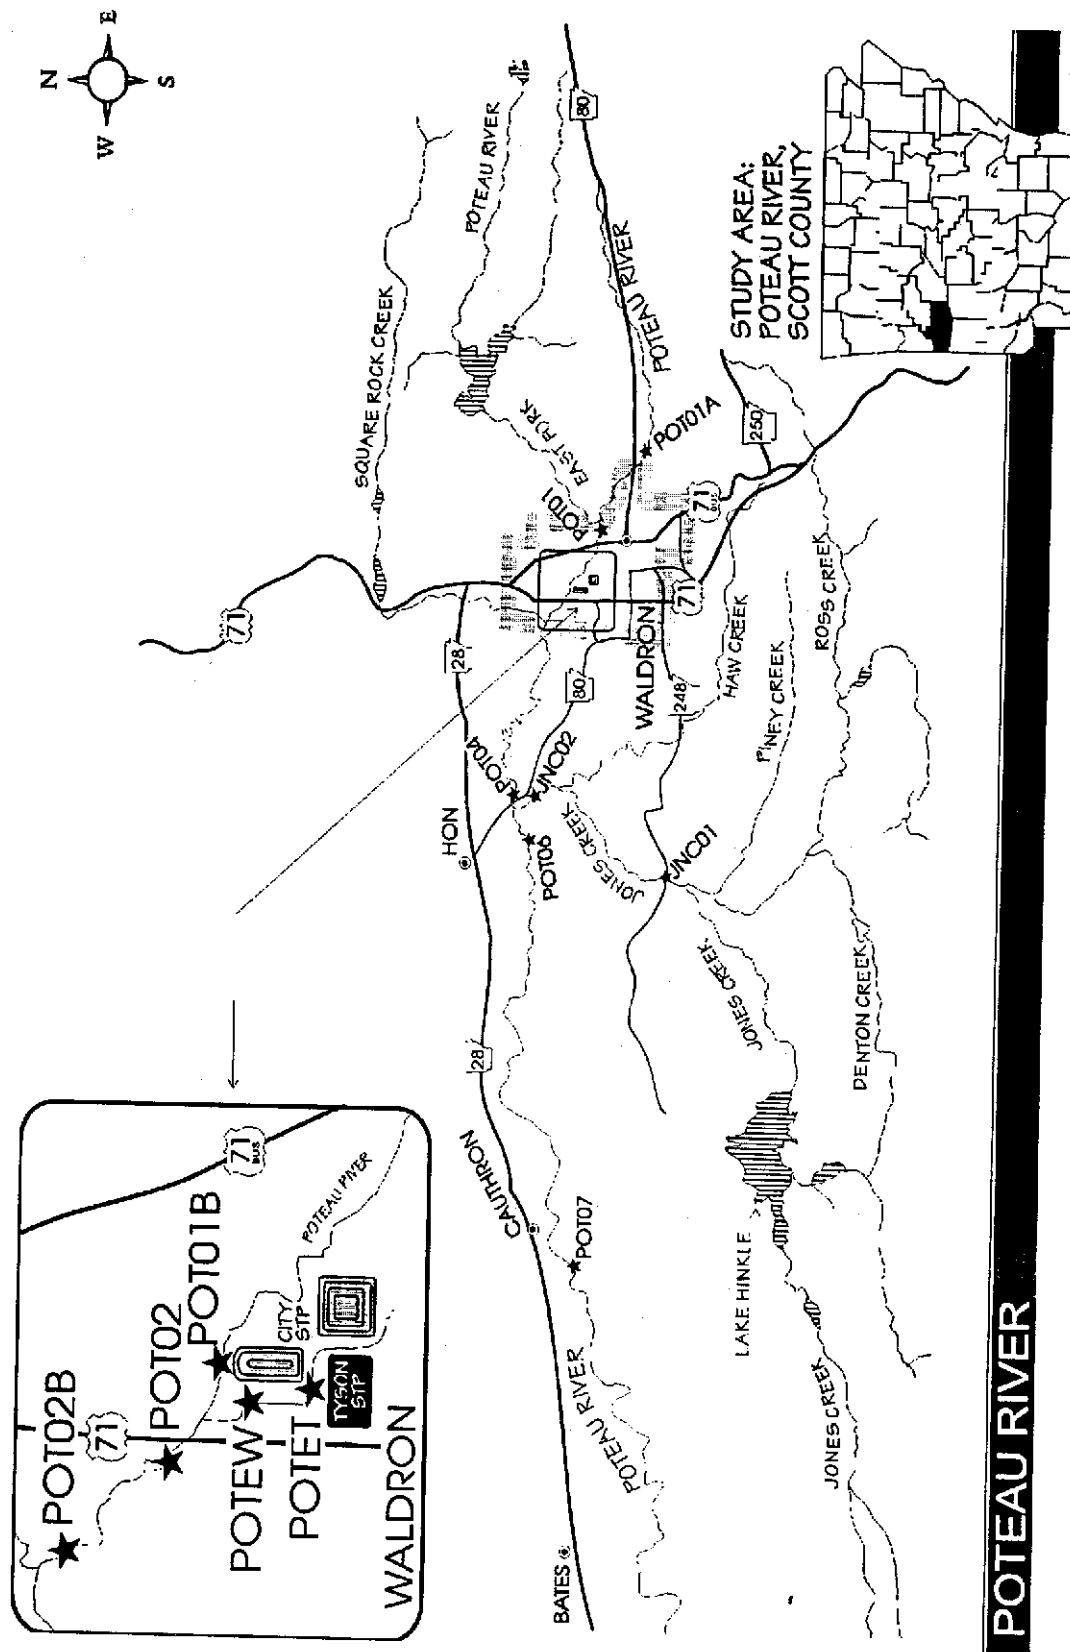 N
W
E
S
SQUARE ROCK CREEK
POTEAU RIVER
80
71
EAST FORK
POTEAU RIVER
POT01
POT01A
28
71
BUS
250
71
80
WALDRON
248
HAW CREEK
PINEY CREEK
ROSS CREEK
HON
POT04
JNC02
POT06
JONES CREEK
JNC01
JONES CREEK
DENTON CREEK
28
CAUTHRON
POT07
LAKE HINKLE
POTEAU RIVER
JONES CREEK
BATES
POT02B
71
POT02
POT01B
71
BUS
POTEAU RIVER
CITY
STP
POTEW
POTET
TYSON
STP
WALDRON
STUDY AREA:
POTEAU RIVER,
SCOTT COUNTY
POTEAU RIVER